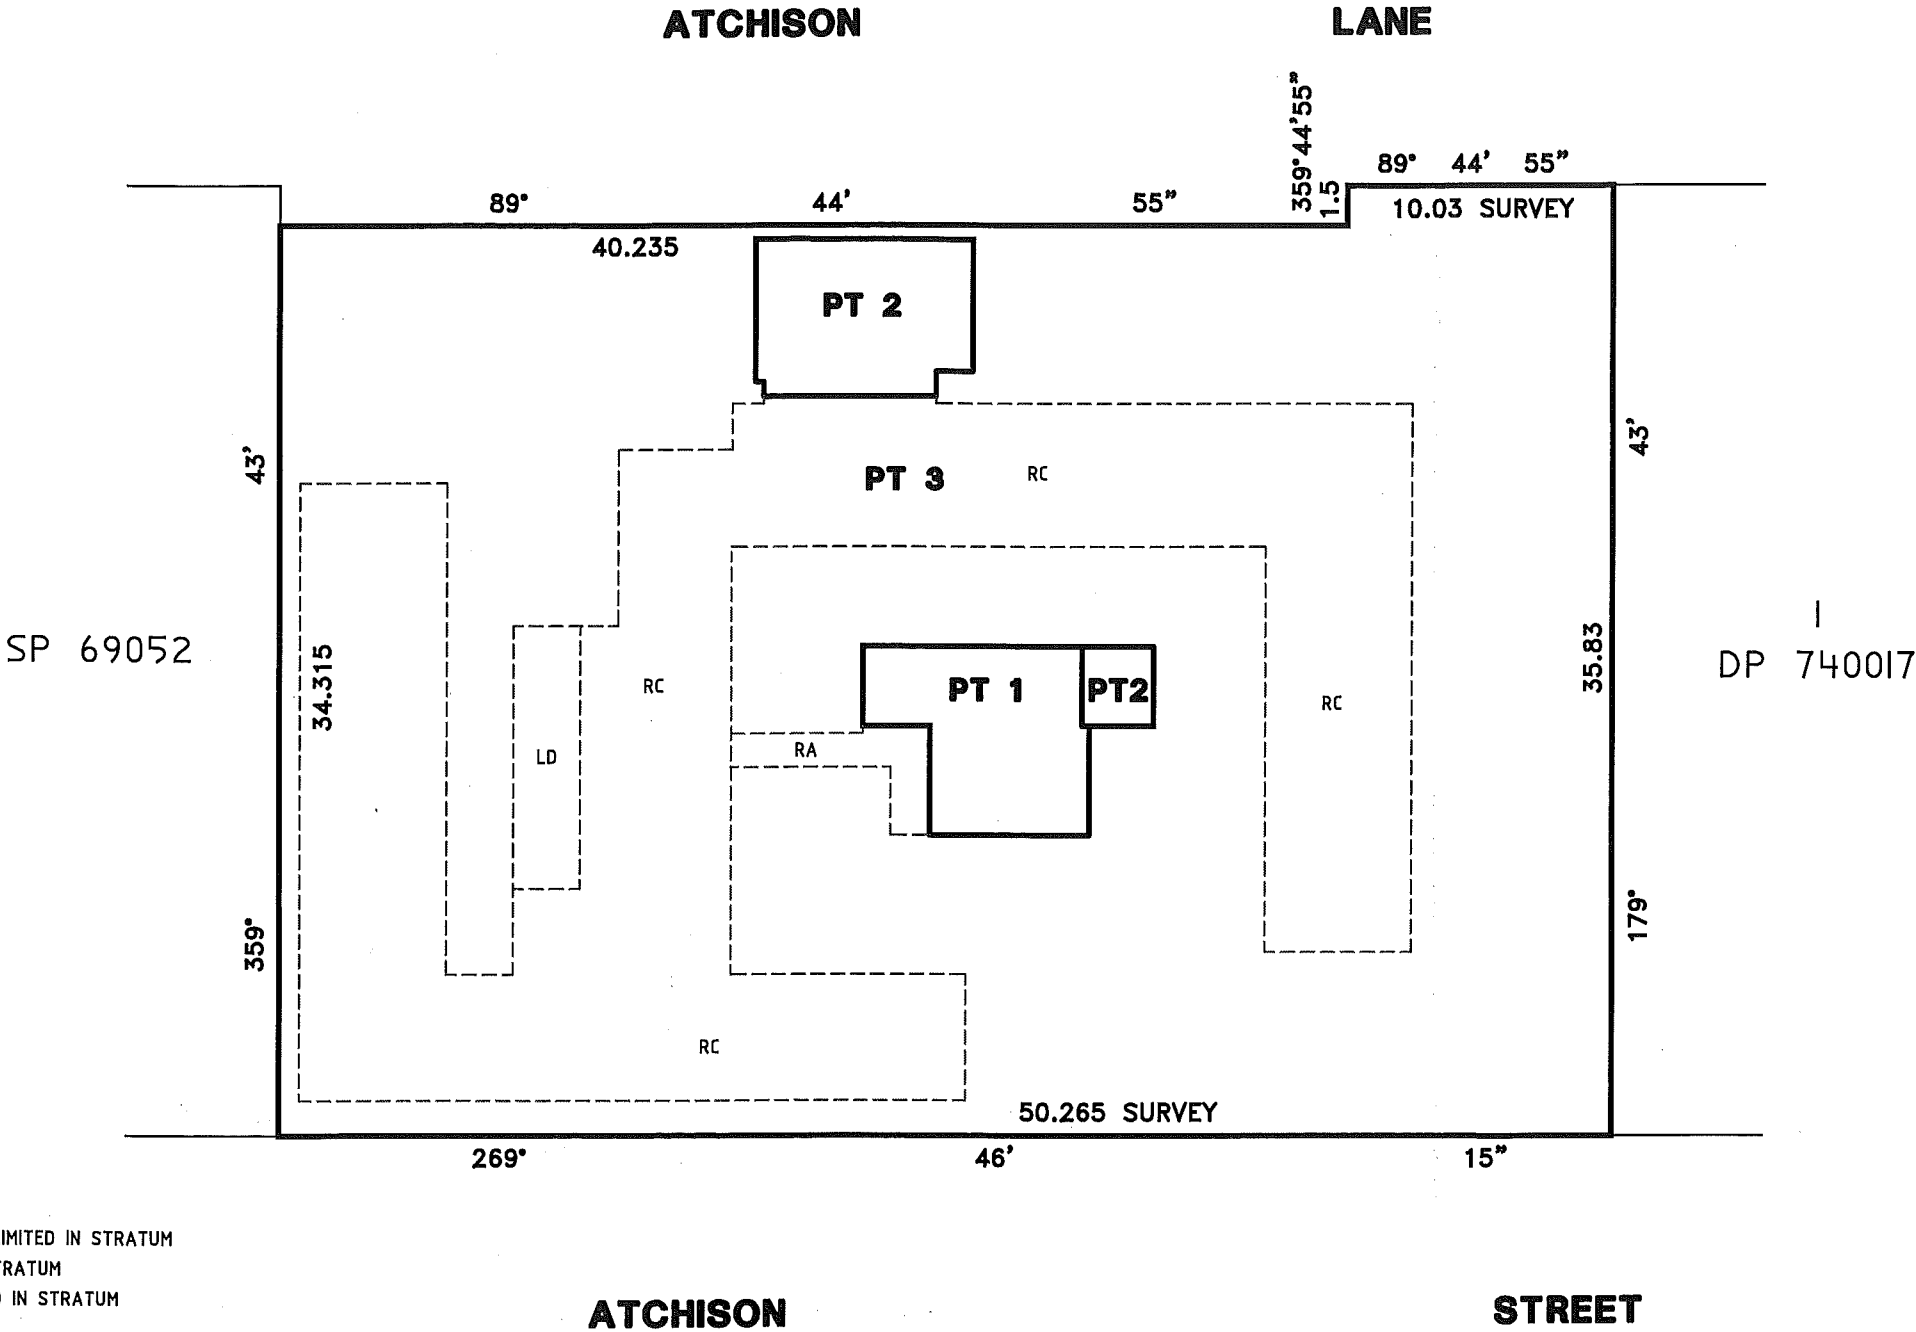 ATCHISON LANE
359°44'55"
1.5
89° 44' 55"
10.03 SURVEY
89° 44' 55"
40.235
PT 2
43'
43'
PT 3
RC
SP 69052
34.315
359°
RC
LD
RA
PT 1
PT2
RC
35.83
179°
1
DP 740017
RC
50.265 SURVEY
269° 46' 15"
IMITED IN STRATUM
TRATUM
IN STRATUM
ATCHISON STREET